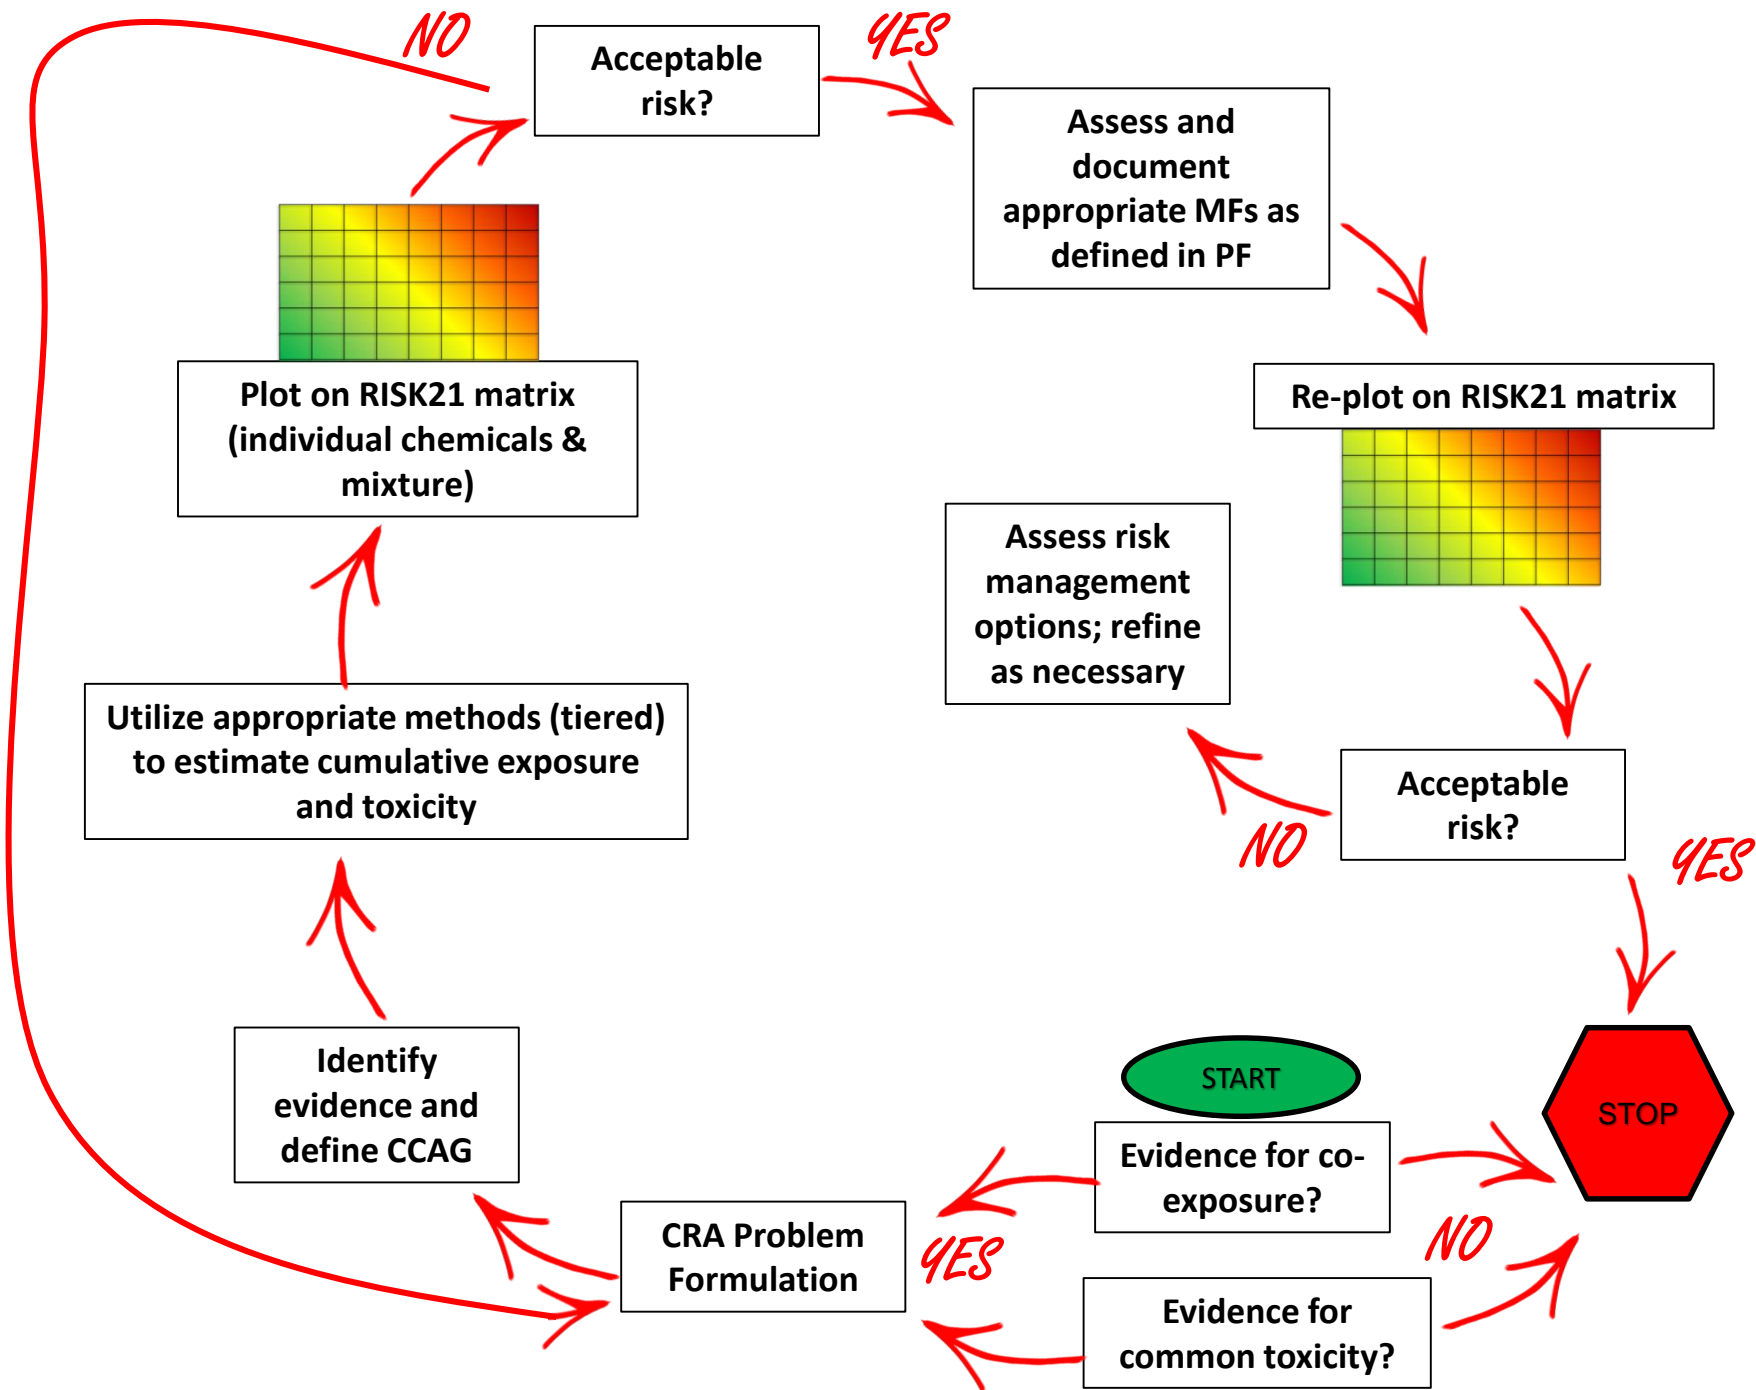 NO
Acceptable
risk?
YES
Assess and
document
appropriate MFs as
defined in PF
Plot on RISK21 matrix
(individual chemicals &
mixture)
Re-plot on RISK21 matrix
Assess risk
management
options; refine
as necessary
Utilize appropriate methods (tiered)
to estimate cumulative exposure
and toxicity
Acceptable
risk?
NO
YES
Identify
evidence and
define CCAG
START
STOP
Evidence for co-
exposure?
CRA Problem
Formulation
YES
NO
Evidence for
common toxicity?